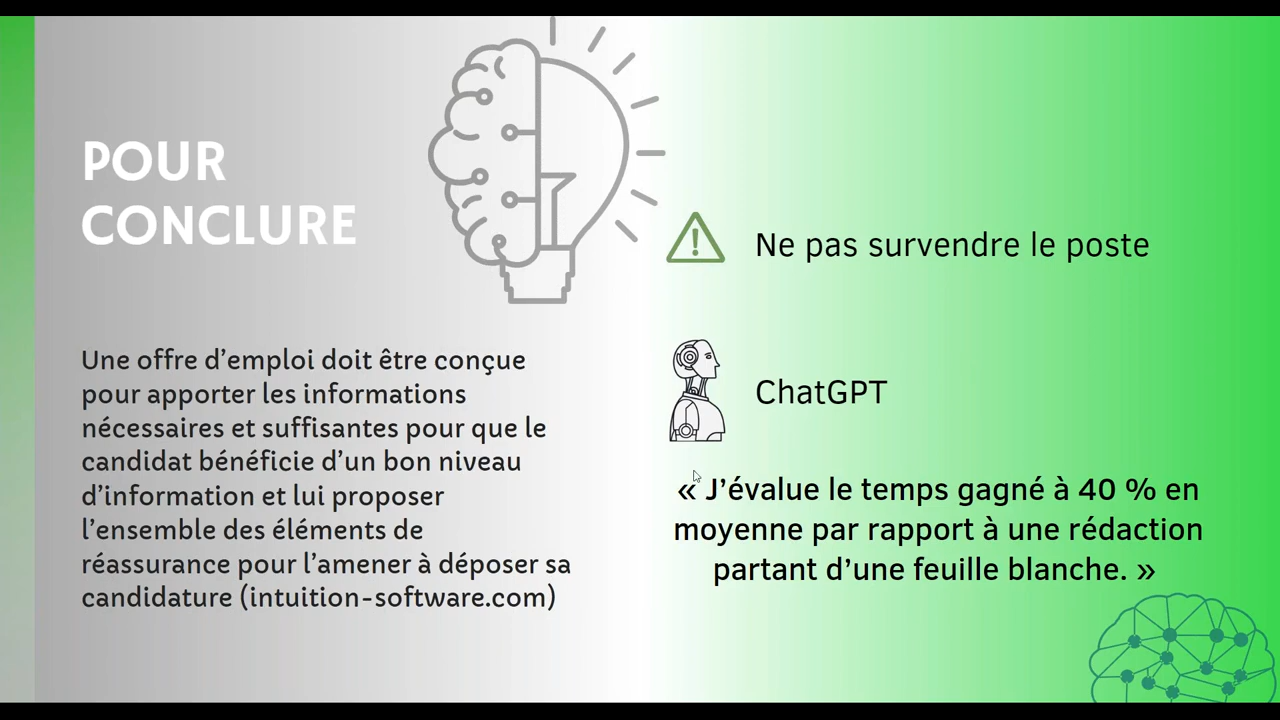 POUR
CONCLURE
Une offre d’emploi doit être conçue
pour apporter les informations
nécessaires et suffisantes pour que le
candidat bénéficie d’un bon niveau
d’information et lui proposer
l’ensemble des éléments de
réassurance pour l’amener à déposer sa
candidature (intuition-software.com)
Ne pas survendre le poste
ChatGPT
« J’évalue le temps gagné à 40 % en
moyenne par rapport à une rédaction
partant d’une feuille blanche. »